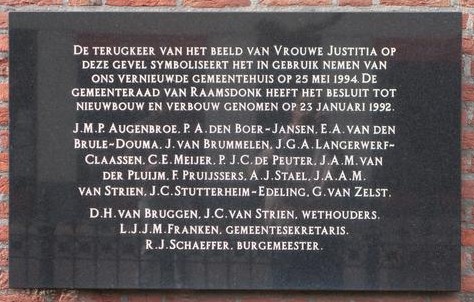 De terugkeer van het beeld van Vrouwe Justitia op
deze gevel symboliseert het in gebruik nemen van
ons vernieuwde gemeentehuis op 25 mei 1994. De
gemeenteraad van Raamsdonk heeft het besluit tot
nieuwbouw en verbouw genomen op 23 januari 1992.
J.M.P. Augenbroe, P.A. den Boer-Jansen, E.A. van den
Brule-Douma, J. van Brummelen, J.G.A. Langerwerf-
Claassen, C.E. Meijer, P.J.C. de Peuter, J.A.M. van
der Pluijm, F. Pruijssers, A.J. Stael, J.A.A.M.
van Strien, J.C. Stutterheim-Edeling, G. van Zelst.
D.H. van Bruggen, J.C. van Strien, wethouders.
L.J.J.M. Franken, gemeentesekretaris.
R.J. Schaeffer, burgemeester.